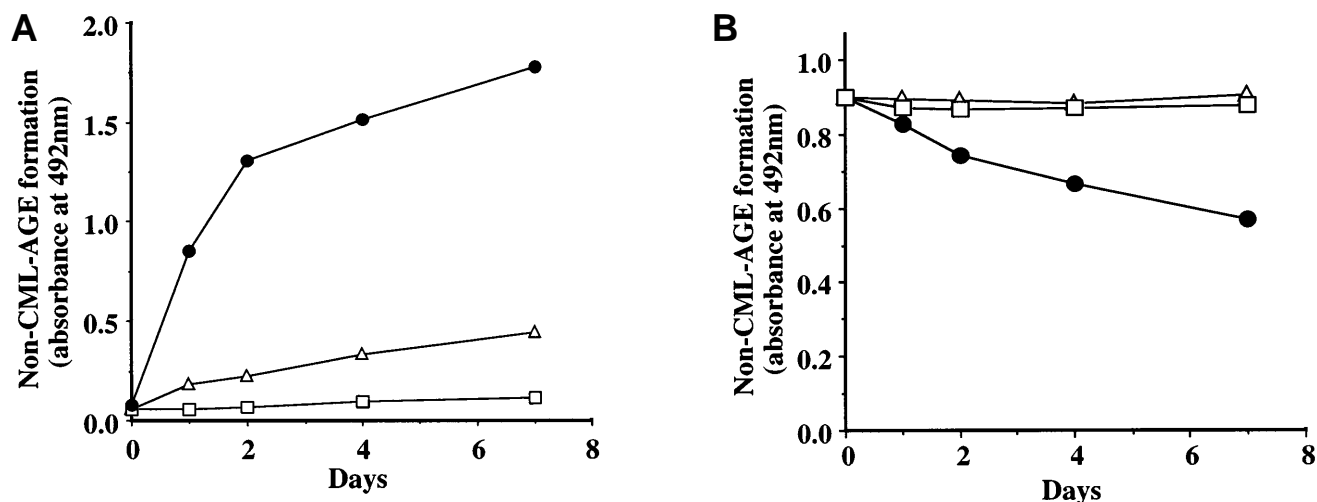 A
Non-CML-AGE formation
(absorbance at 492nm)
2.0
1.5
1.0
0.5
0.0
0
2
4
6
8
Days
B
Non-CML-AGE formation
(absorbance at 492nm)
1.0
0.8
0.6
0.4
0.2
0.0
0
2
4
6
8
Days